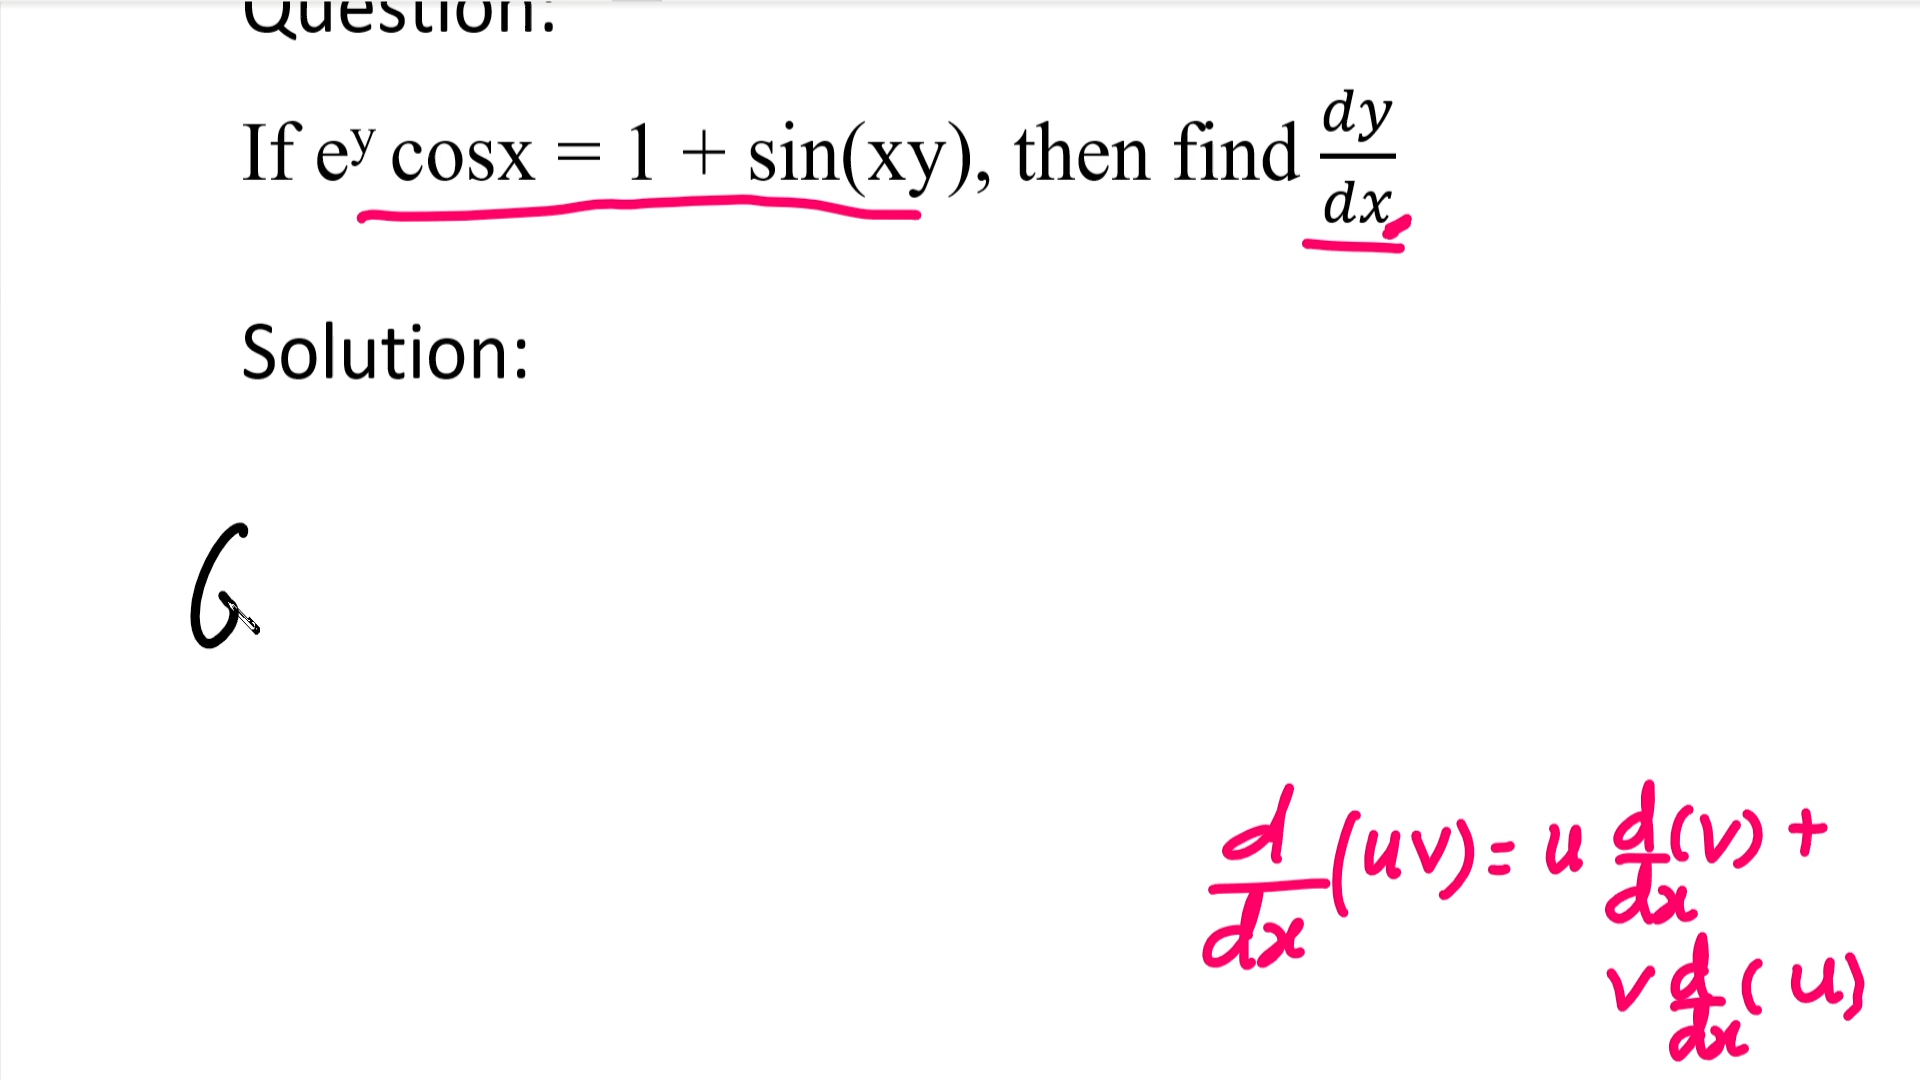 Question:
If eʸ cosx = 1 + sin(xy), then find dy/dx
Solution:
G
d/dx (uv) = u d/dx (v) +
v d/dx (u)